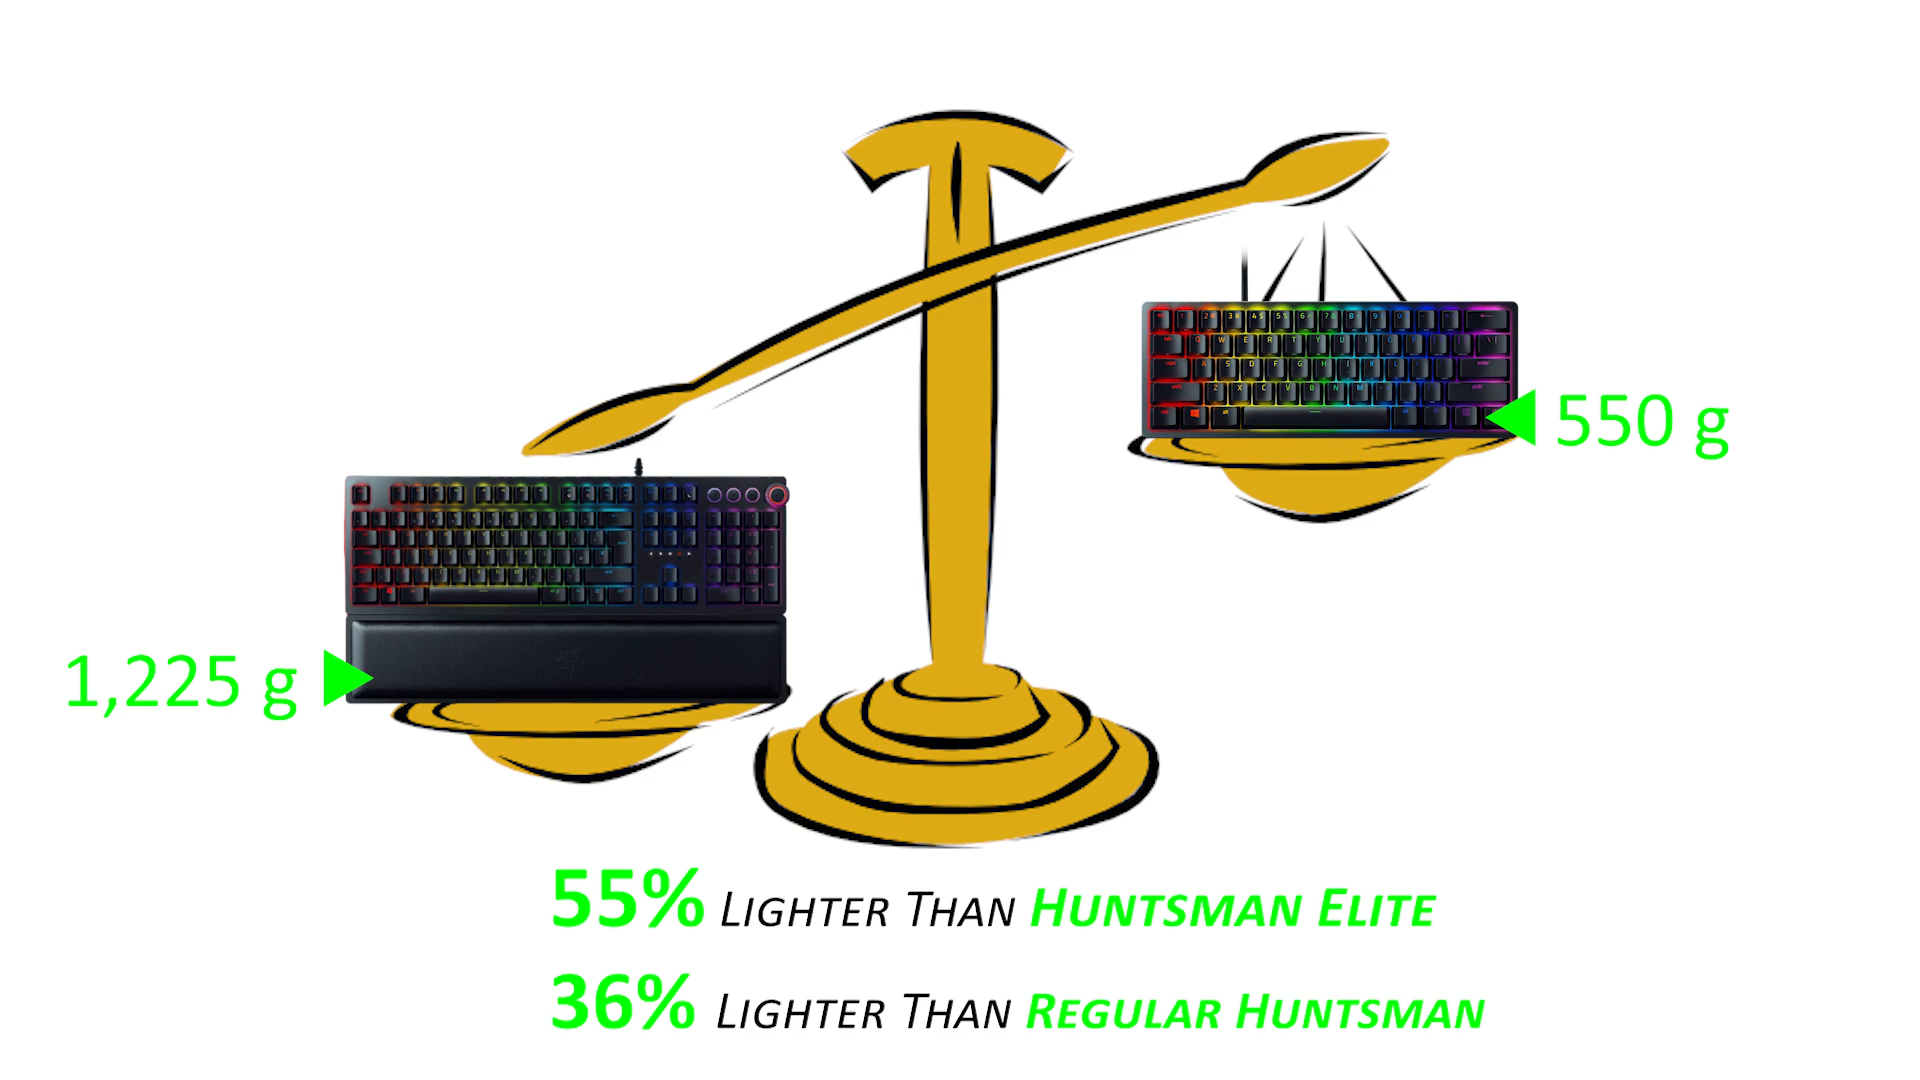 550 g
1,225 g
55% LIGHTER THAN HUNTSMAN ELITE
36% LIGHTER THAN REGULAR HUNTSMAN